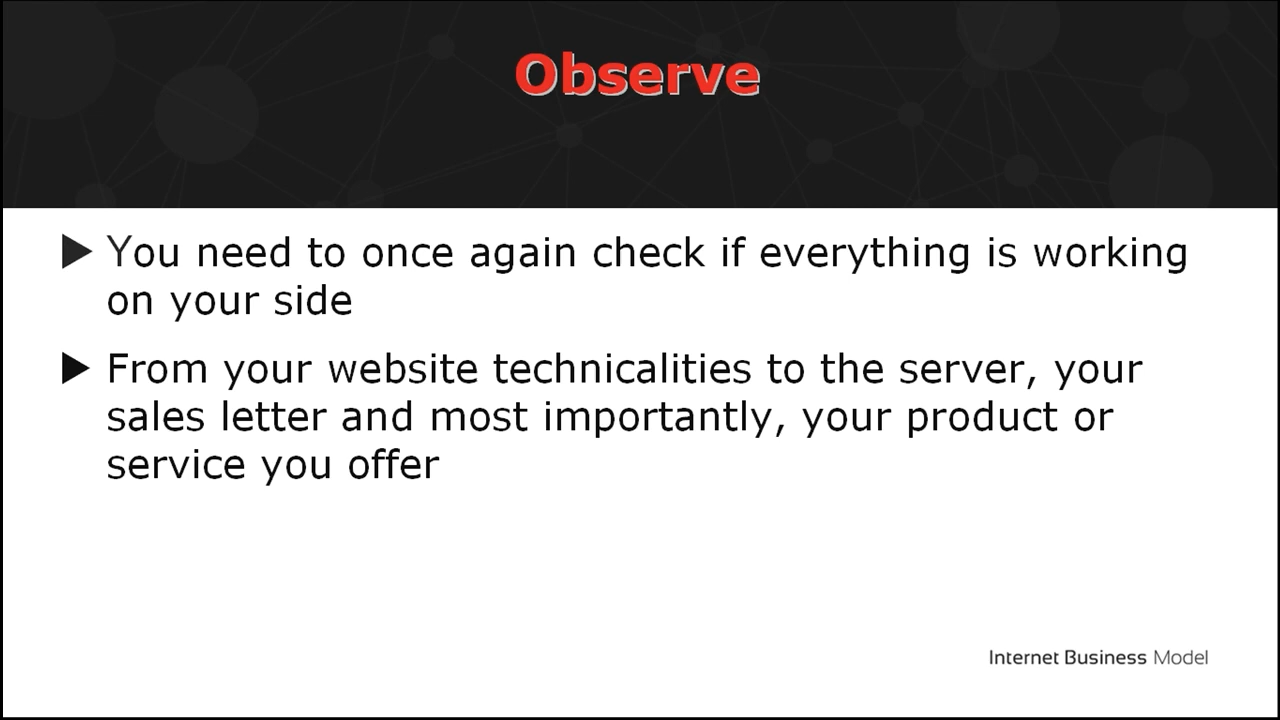 Observe
You need to once again check if everything is working
on your side
From your website technicalities to the server, your
sales letter and most importantly, your product or
service you offer
Internet Business Model